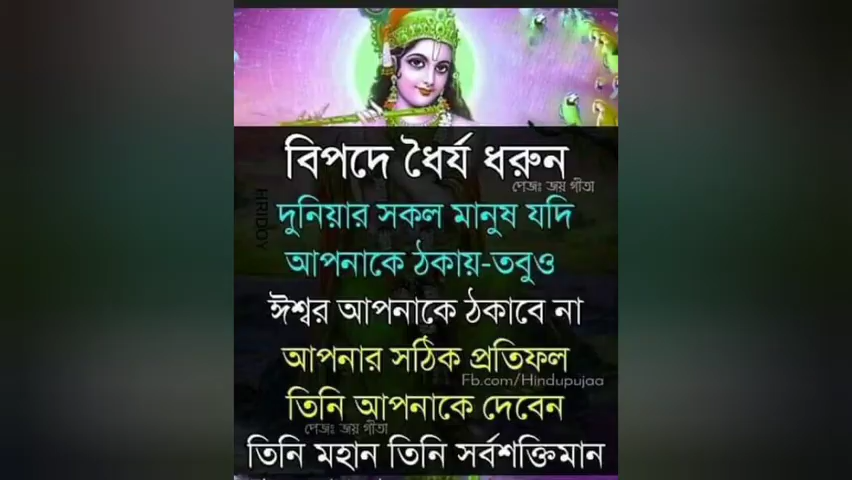 বিপদে ধৈর্য ধরুন
পেজঃ জয় গীতা
দুনিয়ার সকল মানুষ যদি
HRIDOY
আপনাকে ঠকায়-তবুও
ঈশ্বর আপনাকে ঠকাবে না
আপনার সঠিক প্রতিফল
Fb.com/Hindupujaa
তিনি আপনাকে দেবেন
পেজঃ জয় গীতা
তিনি মহান তিনি সর্বশক্তিমান